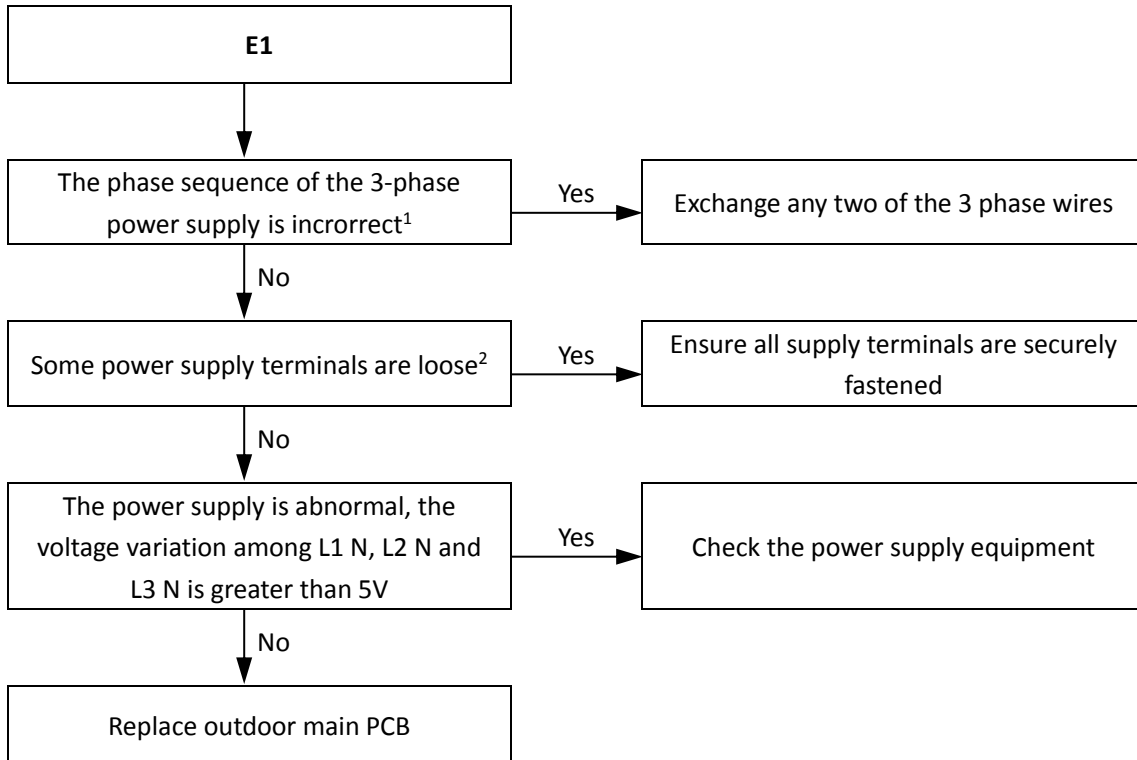 E1
The phase sequence of the 3-phase
power supply is incrorrect¹
Yes
Exchange any two of the 3 phase wires
No
Some power supply terminals are loose²
Yes
Ensure all supply terminals are securely
fastened
No
The power supply is abnormal, the
voltage variation among L1 N, L2 N and
L3 N is greater than 5V
Yes
Check the power supply equipment
No
Replace outdoor main PCB